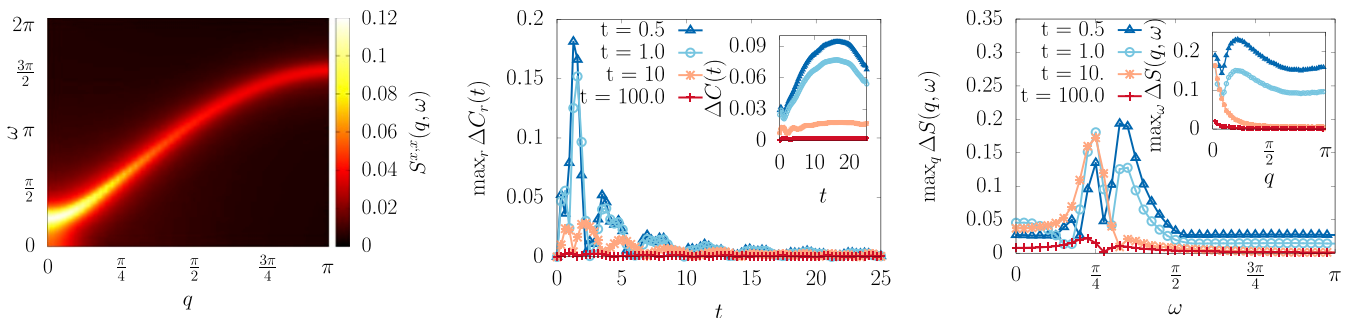 2π
3π/2
π
π/2
0
ω
0
π/4
π/2
3π/4
π
q
0.12
0.1
0.08
0.06
0.04
0.02
0
S^{x,x}(q, ω)
0.2
0.15
0.1
0.05
0
max_r ΔC_r(t)
0
5
10
15
20
25
t
t = 0.5
t = 1.0
t = 10
t = 100.0
0.09
0.06
0.03
0
ΔC(t)
0
10
20
t
0.35
0.3
0.25
0.2
0.15
0.1
0.05
0
max_q ΔS(q, ω)
0
π/4
π/2
3π/4
π
ω
t = 0.5
t = 1.0
t = 10.
t = 100.0
0.2
0.1
0
max_ω ΔS(q, ω)
0
π/2
π
q